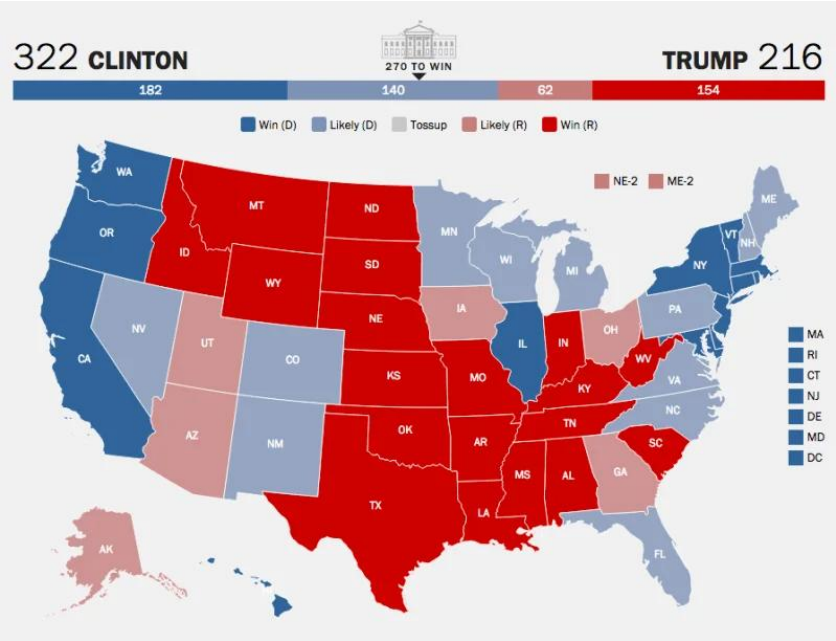 322 CLINTON
270 TO WIN
TRUMP 216
182
140
62
154
Win (D)
Likely (D)
Tossup
Likely (R)
Win (R)
NE-2
ME-2
WA
OR
CA
ID
MT
WY
NV
UT
AZ
CO
NM
ND
SD
NE
KS
OK
TX
MN
IA
MO
AR
LA
WI
IL
MI
IN
OH
KY
TN
MS
AL
GA
FL
SC
NC
VA
WV
PA
NY
VT
NH
ME
AK
MA
RI
CT
NJ
DE
MD
DC